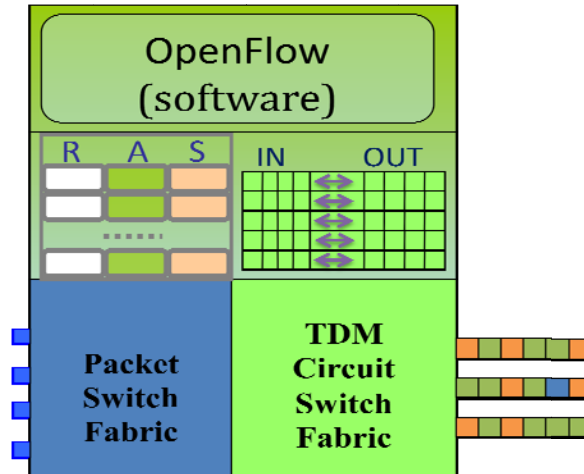 OpenFlow
(software)
R A S
IN OUT
Packet
Switch
Fabric
TDM
Circuit
Switch
Fabric